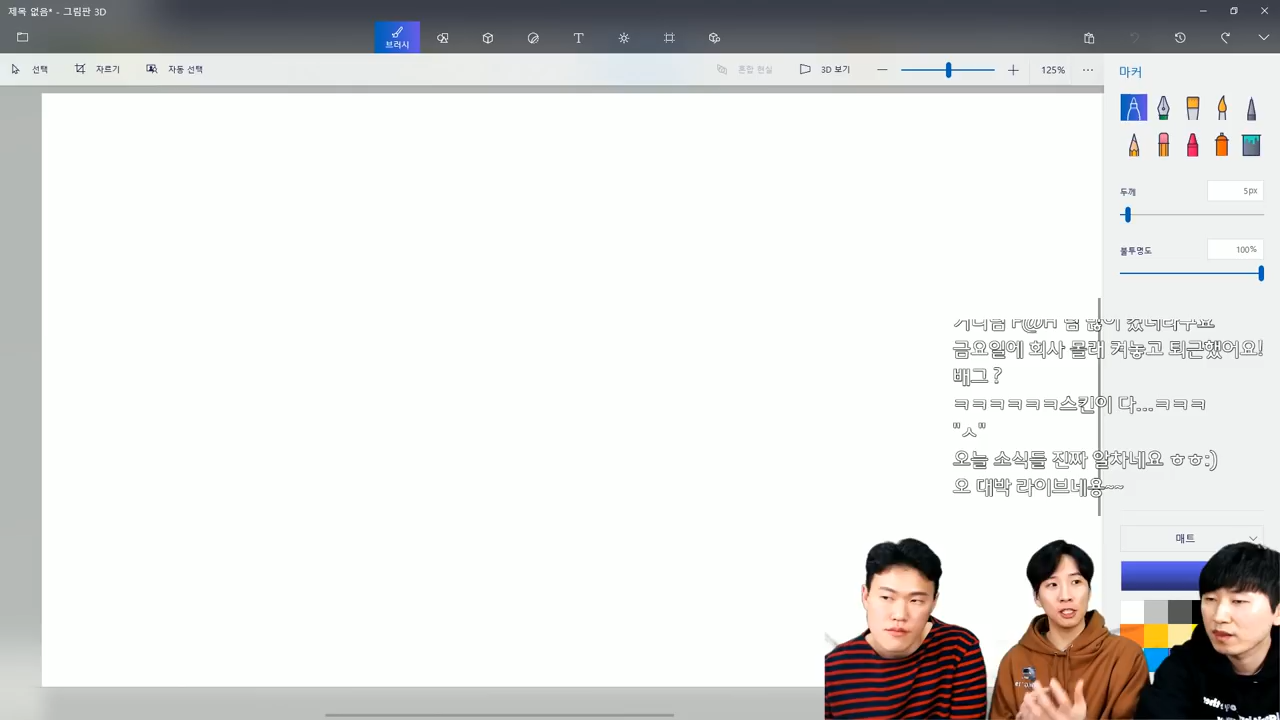 제목 없음* - 그림판 3D
브러시
선택
자르기
자동 선택
혼합 현실
3D 보기
125%
마커
두께
5px
불투명도
100%
금요일에 회사 몰래 켜놓고 퇴근했어요!
배그 ?
ㅋㅋㅋㅋㅋㅋ스킨이 다...ㅋㅋㅋ
"ㅅ"
오늘 소식들 진짜 알차네요 ㅎㅎ:)
오 대박 라이브네용~~
매트